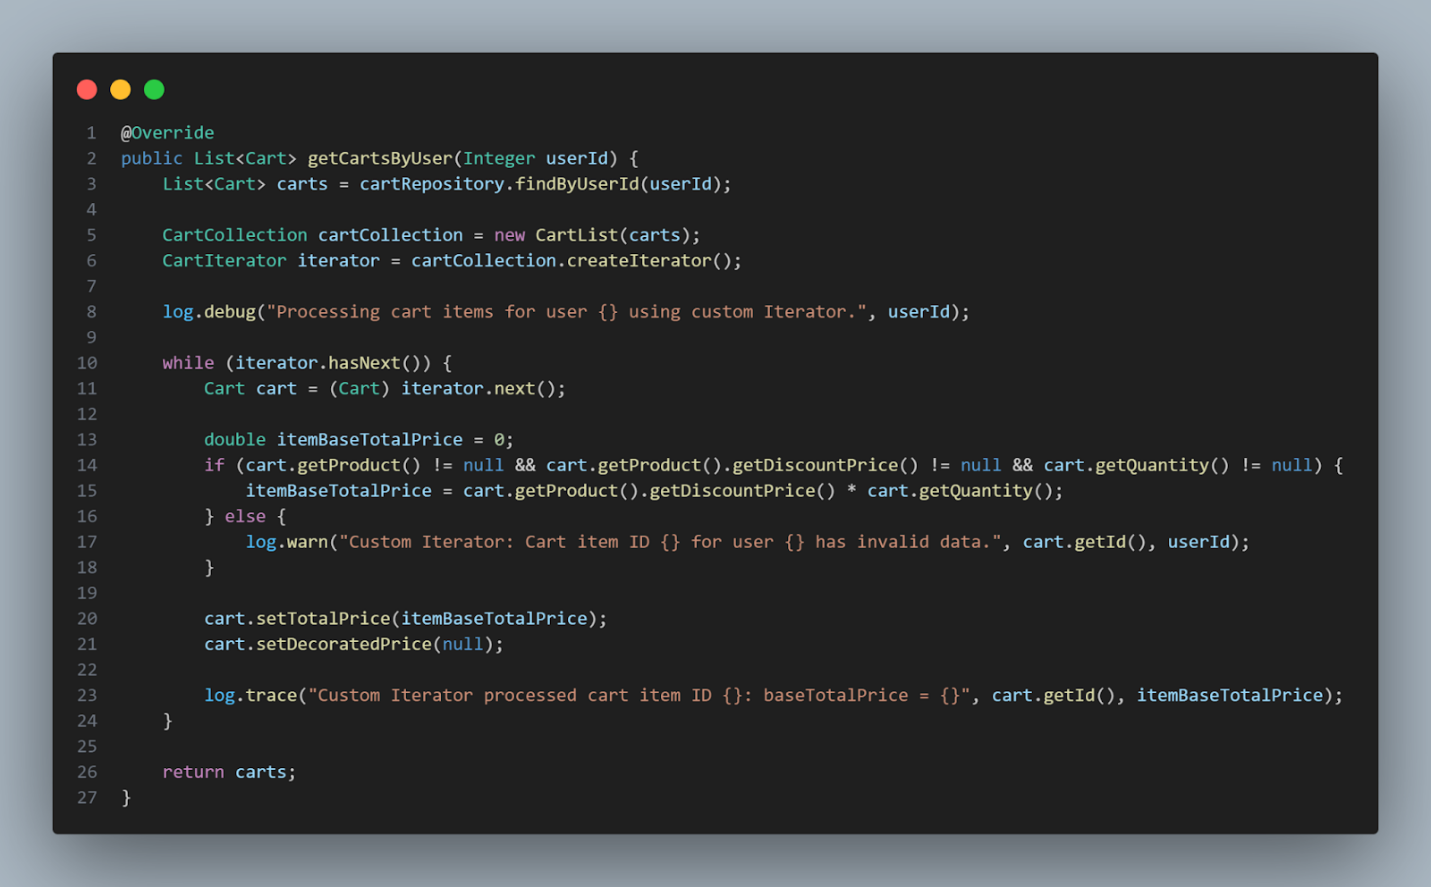 1 @Override
2 public List<Cart> getCartsByUser(Integer userId) {
3     List<Cart> carts = cartRepository.findByUserId(userId);
4
5     CartCollection cartCollection = new CartList(carts);
6     CartIterator iterator = cartCollection.createIterator();
7
8     log.debug("Processing cart items for user {} using custom Iterator.", userId);
9
10     while (iterator.hasNext()) {
11         Cart cart = (Cart) iterator.next();
12
13         double itemBaseTotalPrice = 0;
14         if (cart.getProduct() != null && cart.getProduct().getDiscountPrice() != null && cart.getQuantity() != null) {
15             itemBaseTotalPrice = cart.getProduct().getDiscountPrice() * cart.getQuantity();
16         } else {
17             log.warn("Custom Iterator: Cart item ID {} for user {} has invalid data.", cart.getId(), userId);
18         }
19
20         cart.setTotalPrice(itemBaseTotalPrice);
21         cart.setDecoratedPrice(null);
22
23         log.trace("Custom Iterator processed cart item ID {}: baseTotalPrice = {}", cart.getId(), itemBaseTotalPrice);
24     }
25
26     return carts;
27 }